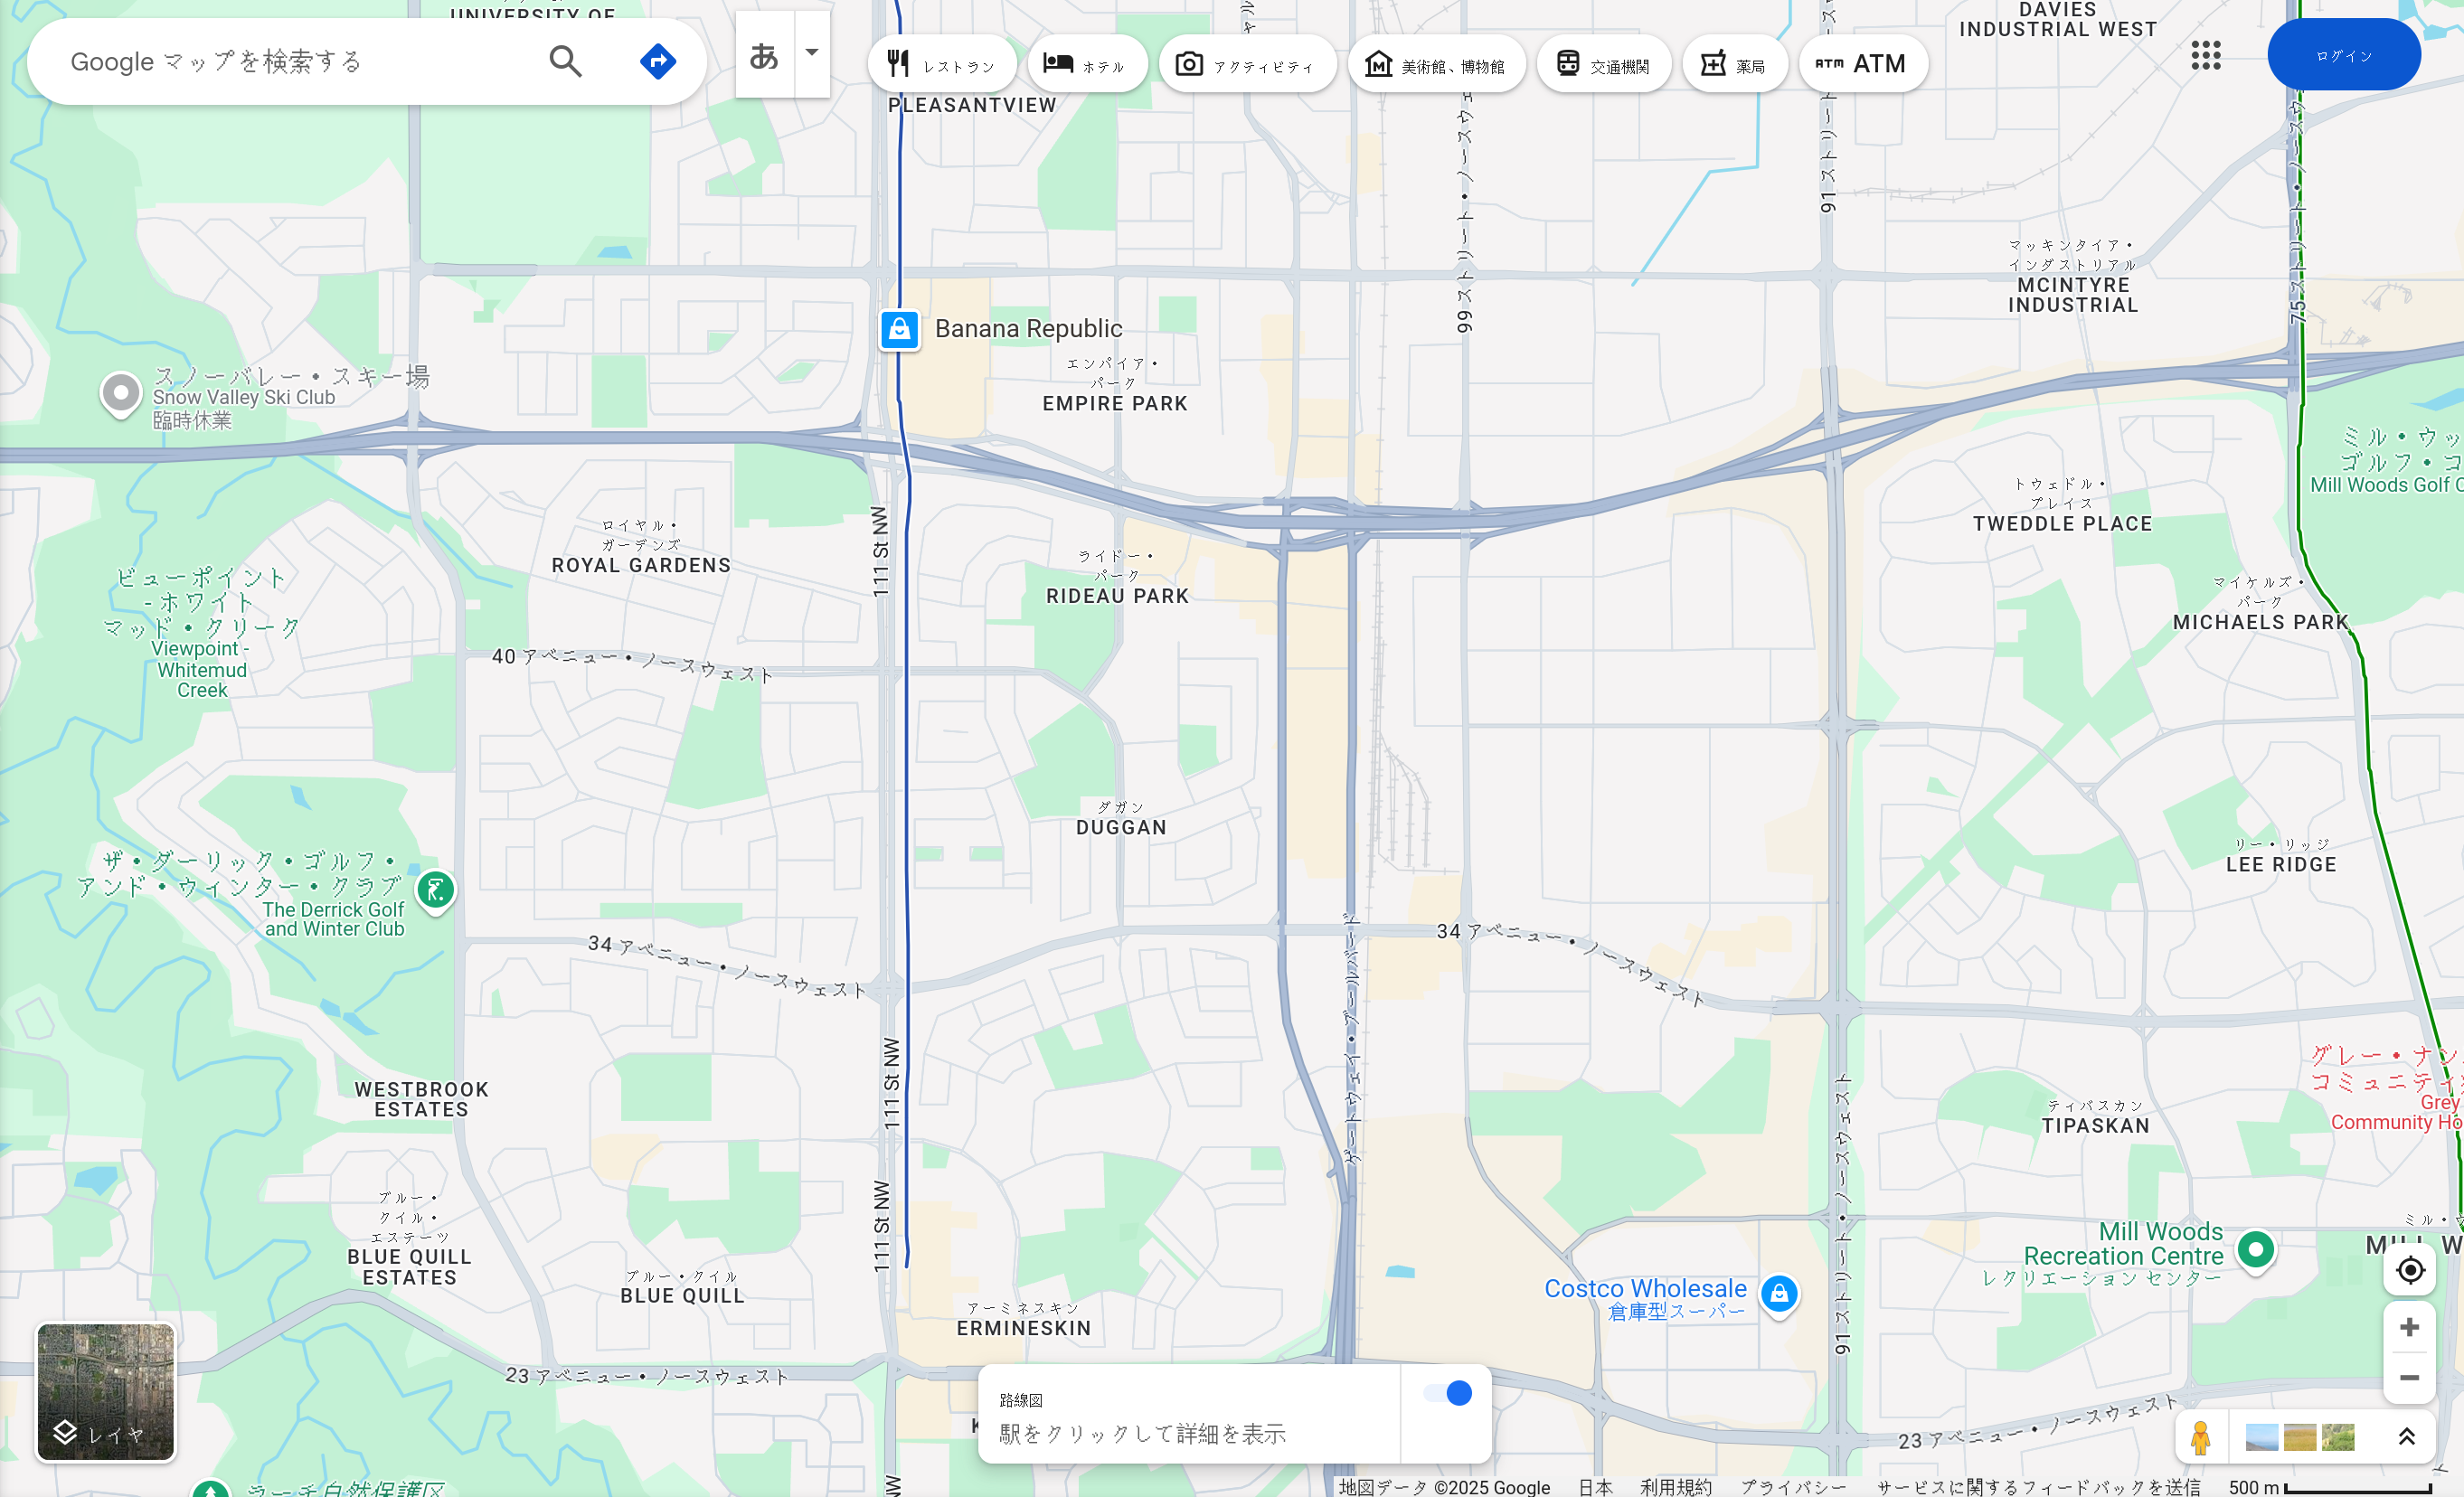 UNIVERSITY OF
DAVIES
INDUSTRIAL WEST
Google マップを検索する
あ
レストラン
ホテル
アクティビティ
美術館、博物館
交通機関
薬局
ATM
ATM
ログイン
PLEASANTVIEW
99 ストリート・ノースウェ
91 ストリート
75 ストリート・ノースウ
マッキンタイア・
インダストリアル
MCINTYRE
INDUSTRIAL
Banana Republic
エンパイア・
パーク
EMPIRE PARK
スノーバレー・スキー場
Snow Valley Ski Club
臨時休業
ミル・ウッ
ゴルフ・コ
Mill Woods Golf C
トウェドル・
プレイス
TWEDDLE PLACE
ロイヤル・
ガーデンズ
ROYAL GARDENS
111 St NW
ライドー・
パーク
RIDEAU PARK
マイケルズ・
パーク
MICHAELS PARK
ビューポイント
- ホワイト
マッド・クリーク
Viewpoint -
Whitemud
Creek
40 アベニュー・ノースウェスト
ダガン
DUGGAN
リー・リッジ
LEE RIDGE
ザ・ダーリック・ゴルフ・
アンド・ウィンター・クラブ
The Derrick Golf
and Winter Club
34 アベニュー・ノースウェスト
34 アベニュー・ノースウェスト
ゲートウェイ・ブールバード
111 St NW
WESTBROOK
ESTATES
グレー・ナン
コミュニティ
Grey
Community Ho
ティパスカン
TIPASKAN
91 ストリート・ノースウェスト
111 St NW
ブルー・
クイル・
エステーツ
BLUE QUILL
ESTATES
ブルー・クイル
BLUE QUILL
アーミネスキン
ERMINESKIN
Mill Woods
Recreation Centre
レクリエーション センター
ミル・ウ
MILL W
Costco Wholesale
倉庫型スーパー
23 アベニュー・ノースウェスト
23 アベニュー・ノースウェスト
レイヤ
路線図
駅をクリックして詳細を表示
K
NW
ラーチ自然保護区
地図データ ©2025 Google 日本 利用規約 プライバシー サービスに関するフィードバックを送信 500 m